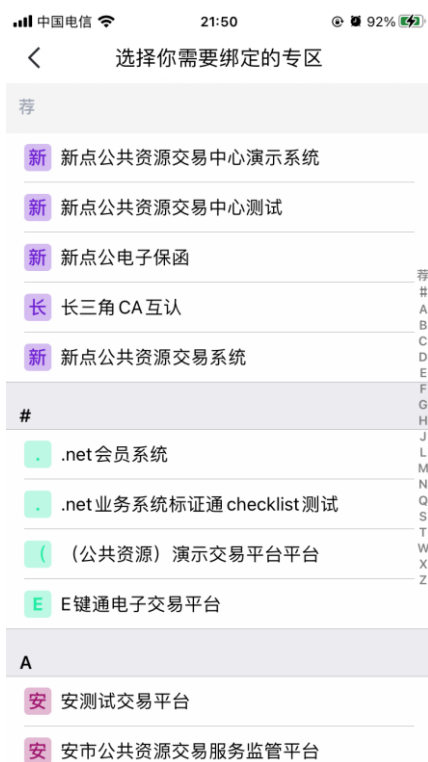 中国电信 21:50 92%
选择你需要绑定的专区
荐
新 新点公共资源交易中心演示系统
新 新点公共资源交易中心测试
新 新点公电子保函
长 长三角CA互认
新 新点公共资源交易系统
#
. .net会员系统
. .net业务系统标证通checklist测试
（ （公共资源）演示交易平台平台
E E键通电子交易平台
A
安 安测试交易平台
安 安市公共资源交易服务监管平台
荐
#
A
B
C
D
E
F
G
H
J
L
M
N
Q
S
T
W
X
Z